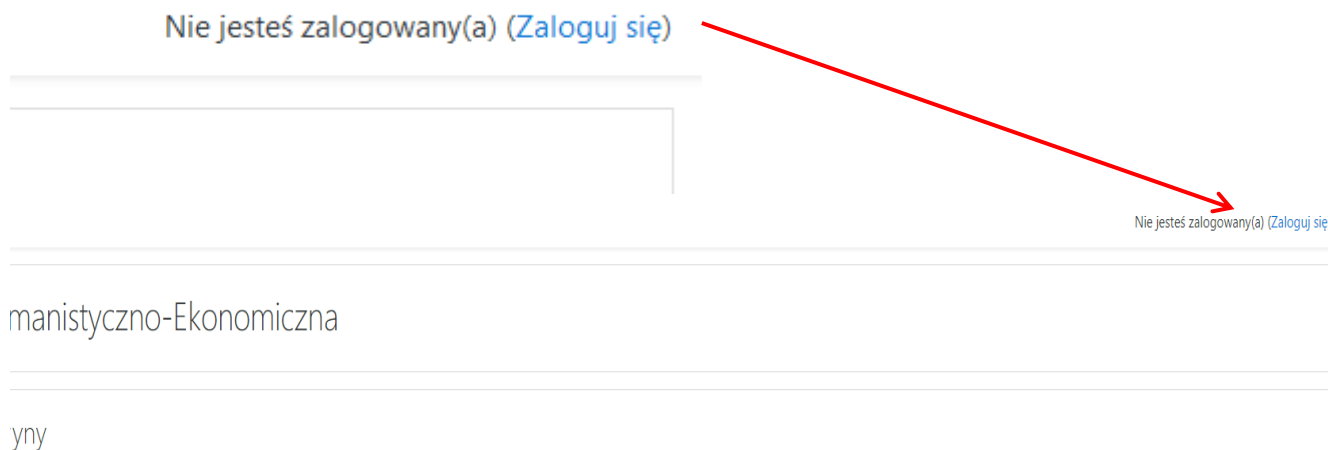 Nie jesteś zalogowany(a) (Zaloguj się)
Nie jesteś zalogowany(a) (Zaloguj się
manistyczno-Ekonomiczna
yny